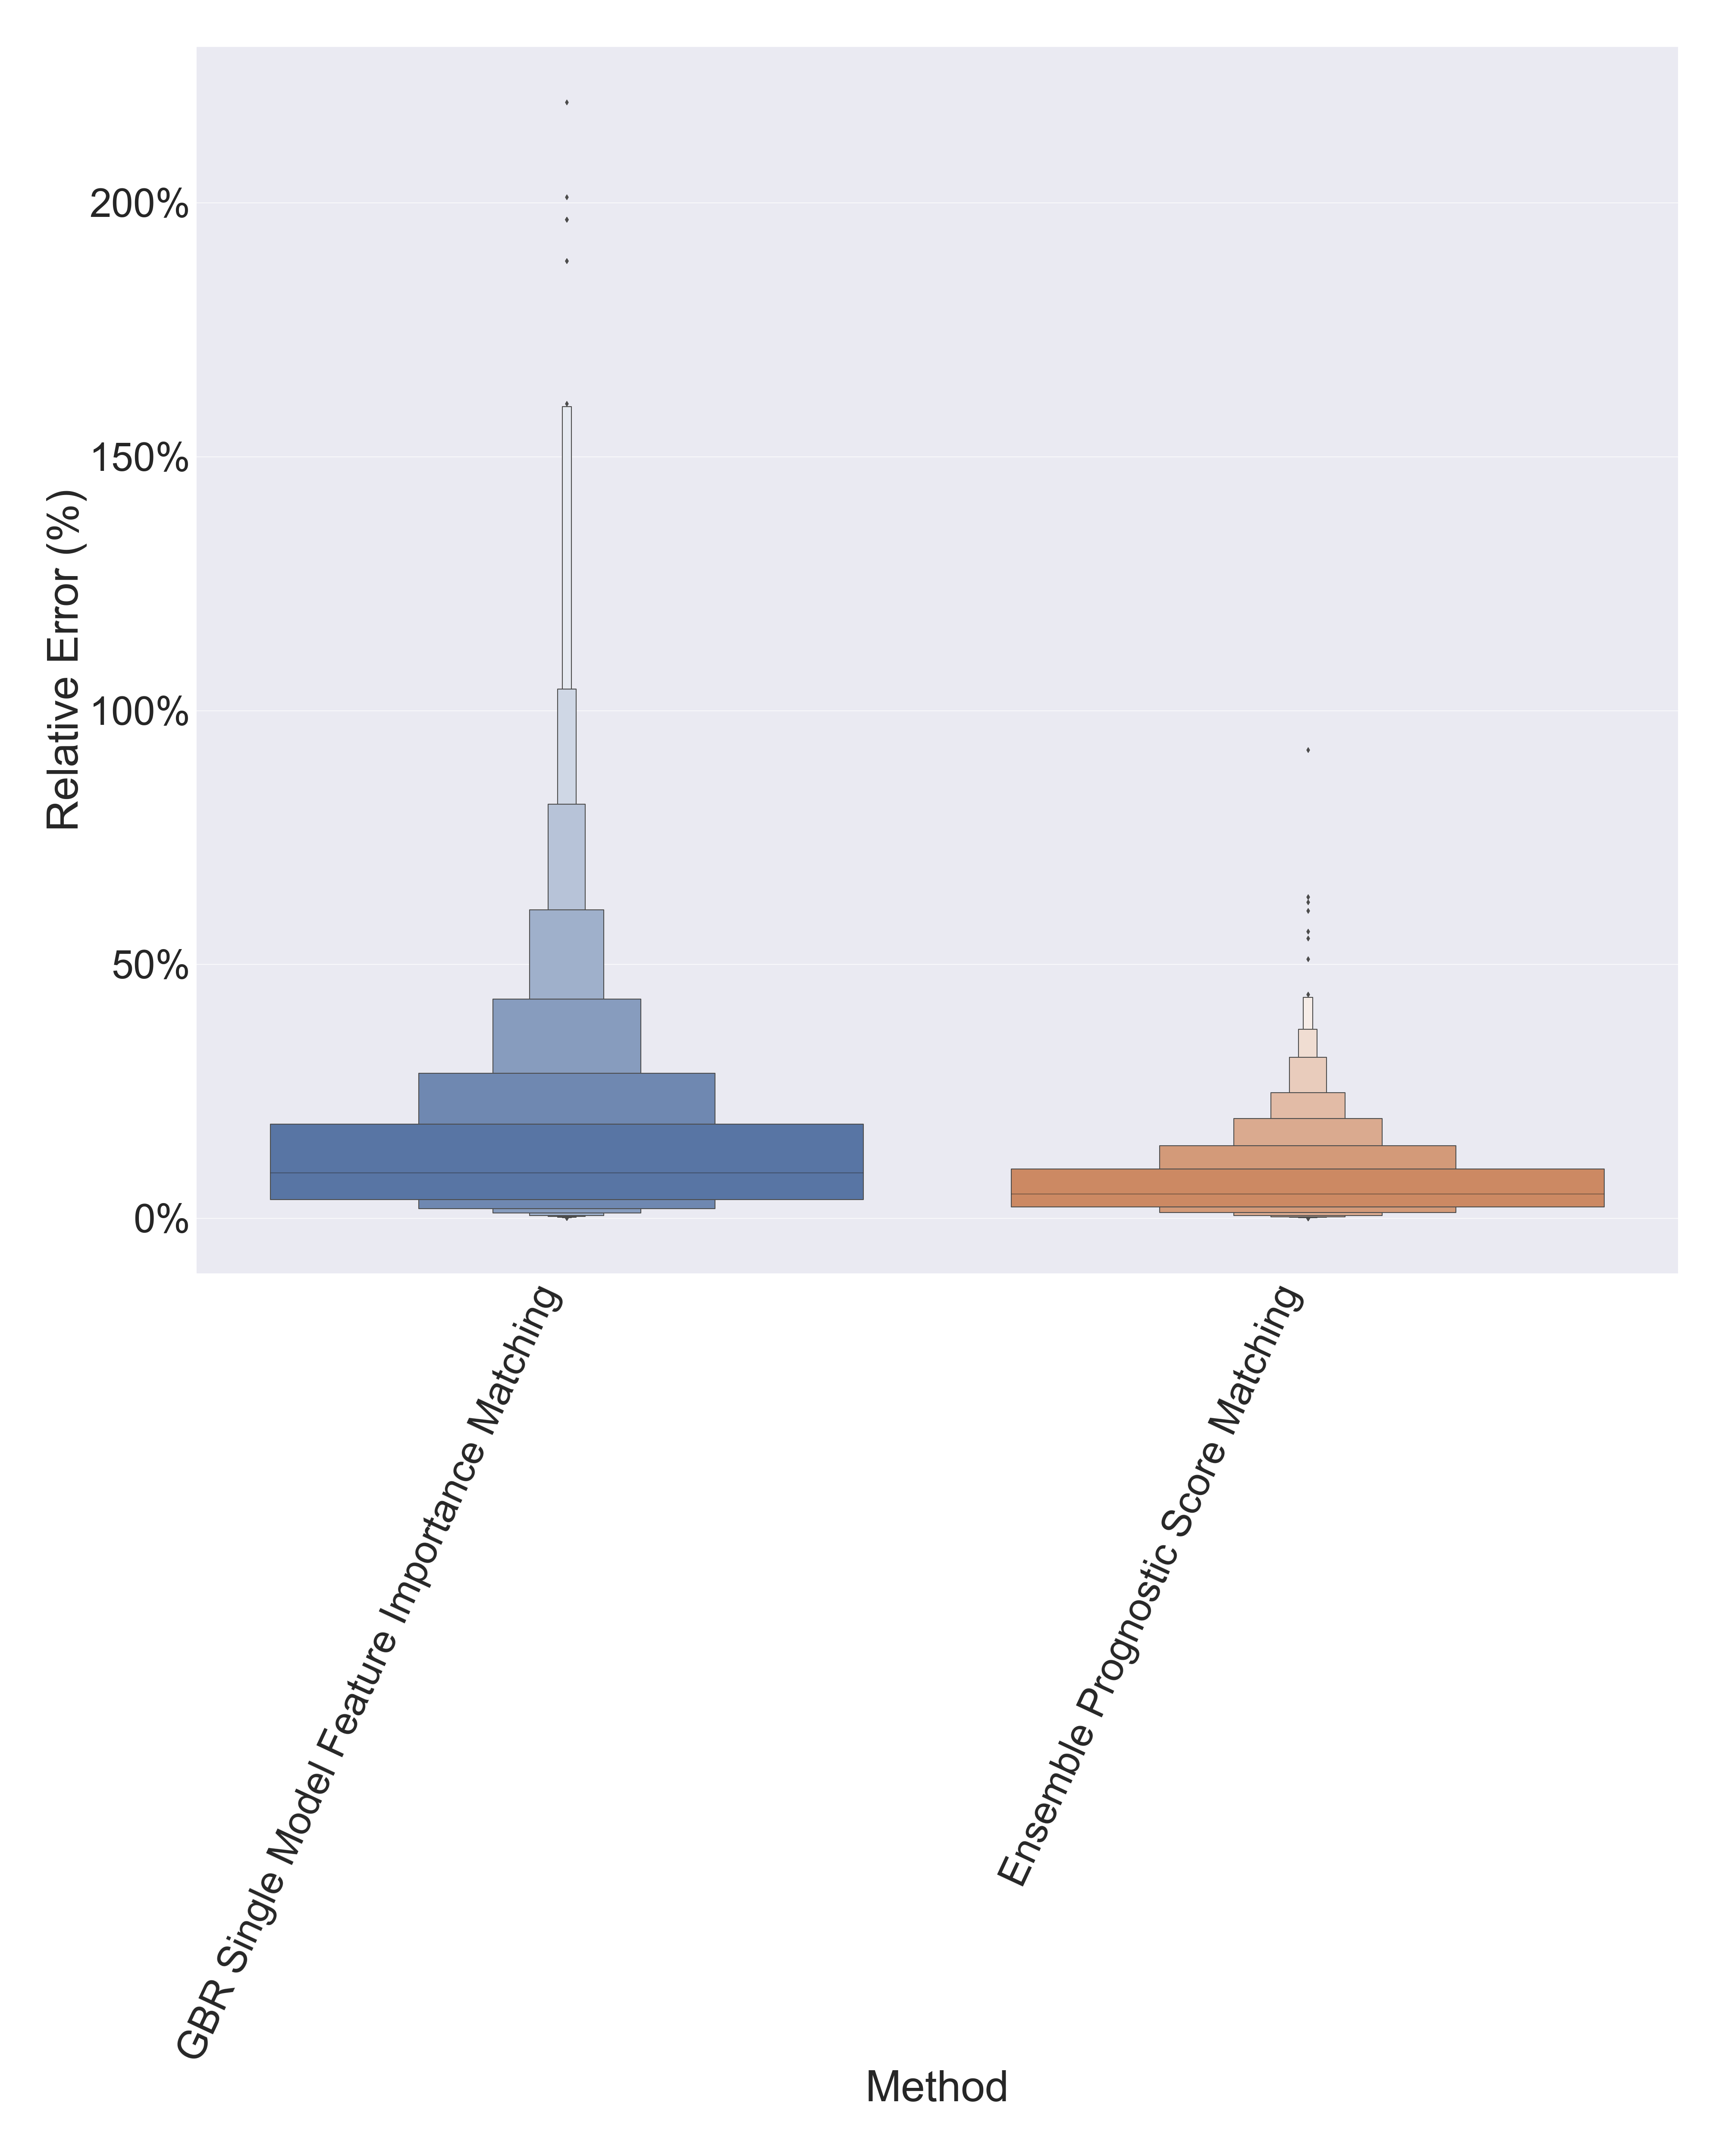 200%
150%
100%
50%
0%
Relative Error (%)
GBR Single Model Feature Importance Matching
Ensemble Prognostic Score Matching
Method